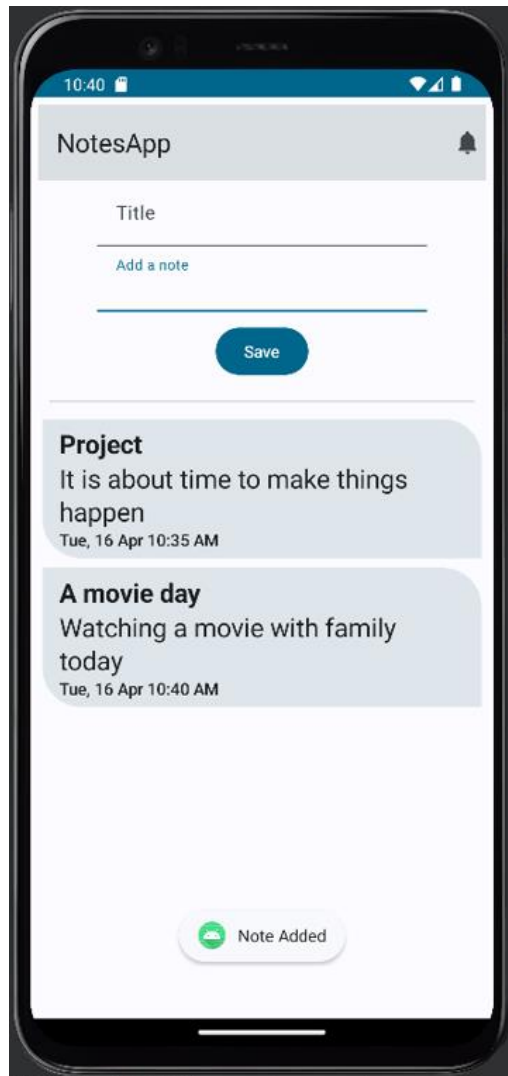 10:40
NotesApp
Title
Add a note
Save
Project
It is about time to make things
happen
Tue, 16 Apr 10:35 AM
A movie day
Watching a movie with family
today
Tue, 16 Apr 10:40 AM
Note Added